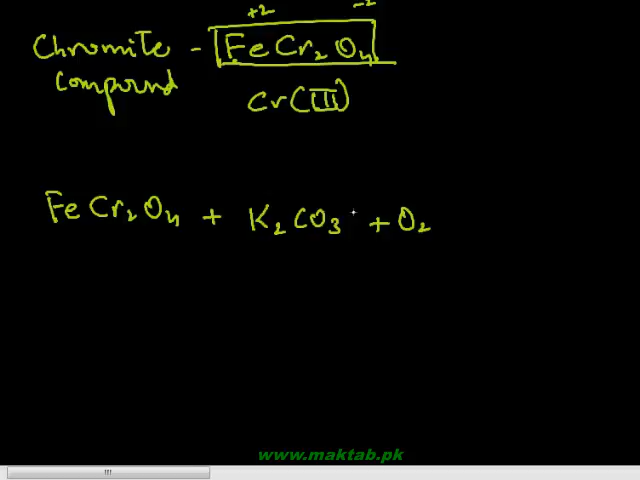 +2 -2
Chromite - FeCr₂O₄
Compound Cr(III)
FeCr₂O₄ + K₂CO₃ + O₂
www.maktab.pk